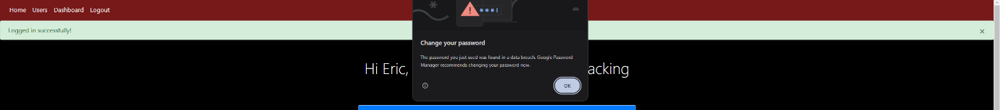 Home Users Dashboard Logout
Logged in successfully! ×
Change your password
The password you just used was found in a data breach. Google Password
Manager recommends changing your password now.
OK
Hi Eric, acking